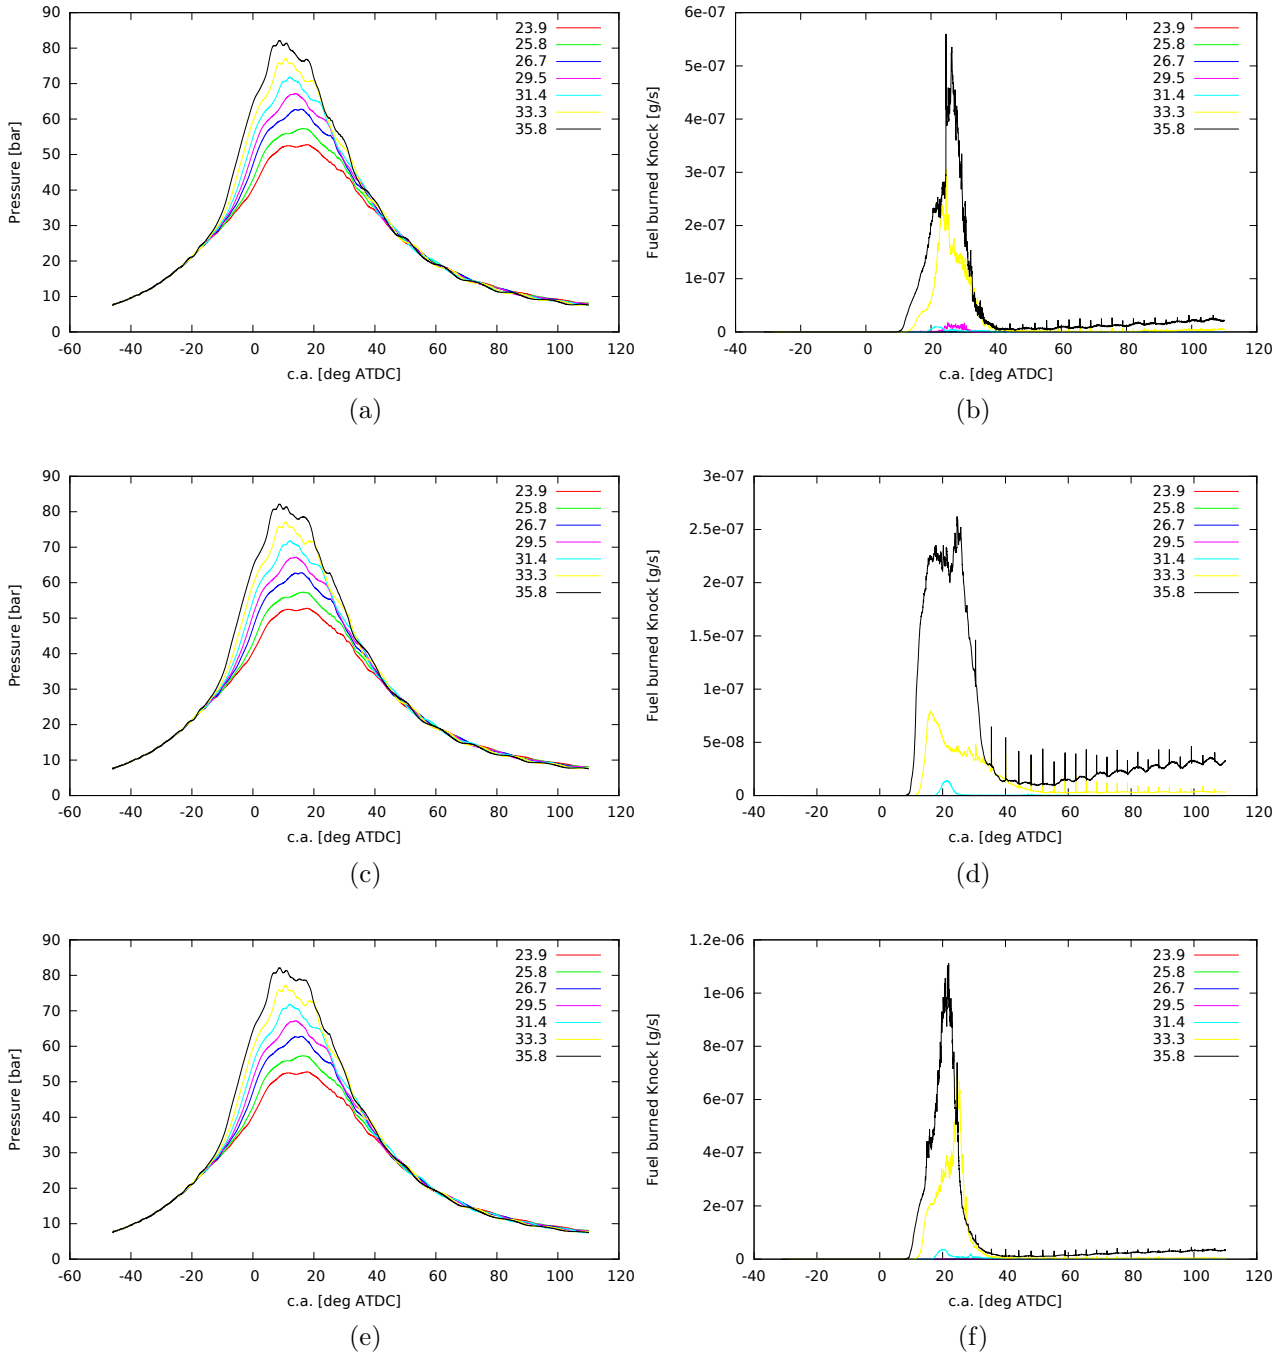 90
80
70
60
50
40
30
20
10
0
Pressure [bar]
23.9
25.8
26.7
29.5
31.4
33.3
35.8
-60 -40 -20 0 20 40 60 80 100 120
c.a. [deg ATDC]
(a)
6e-07
5e-07
4e-07
3e-07
2e-07
1e-07
0
Fuel burned Knock [g/s]
23.9
25.8
26.7
29.5
31.4
33.3
35.8
-40 -20 0 20 40 60 80 100 120
c.a. [deg ATDC]
(b)
90
80
70
60
50
40
30
20
10
0
Pressure [bar]
23.9
25.8
26.7
29.5
31.4
33.3
35.8
-60 -40 -20 0 20 40 60 80 100 120
c.a. [deg ATDC]
(c)
3e-07
2.5e-07
2e-07
1.5e-07
1e-07
5e-08
0
Fuel burned Knock [g/s]
23.9
25.8
26.7
29.5
31.4
33.3
35.8
-40 -20 0 20 40 60 80 100 120
c.a. [deg ATDC]
(d)
90
80
70
60
50
40
30
20
10
0
Pressure [bar]
23.9
25.8
26.7
29.5
31.4
33.3
35.8
-60 -40 -20 0 20 40 60 80 100 120
c.a. [deg ATDC]
(e)
1.2e-06
1e-06
8e-07
6e-07
4e-07
2e-07
0
Fuel burned Knock [g/s]
23.9
25.8
26.7
29.5
31.4
33.3
35.8
-40 -20 0 20 40 60 80 100 120
c.a. [deg ATDC]
(f)